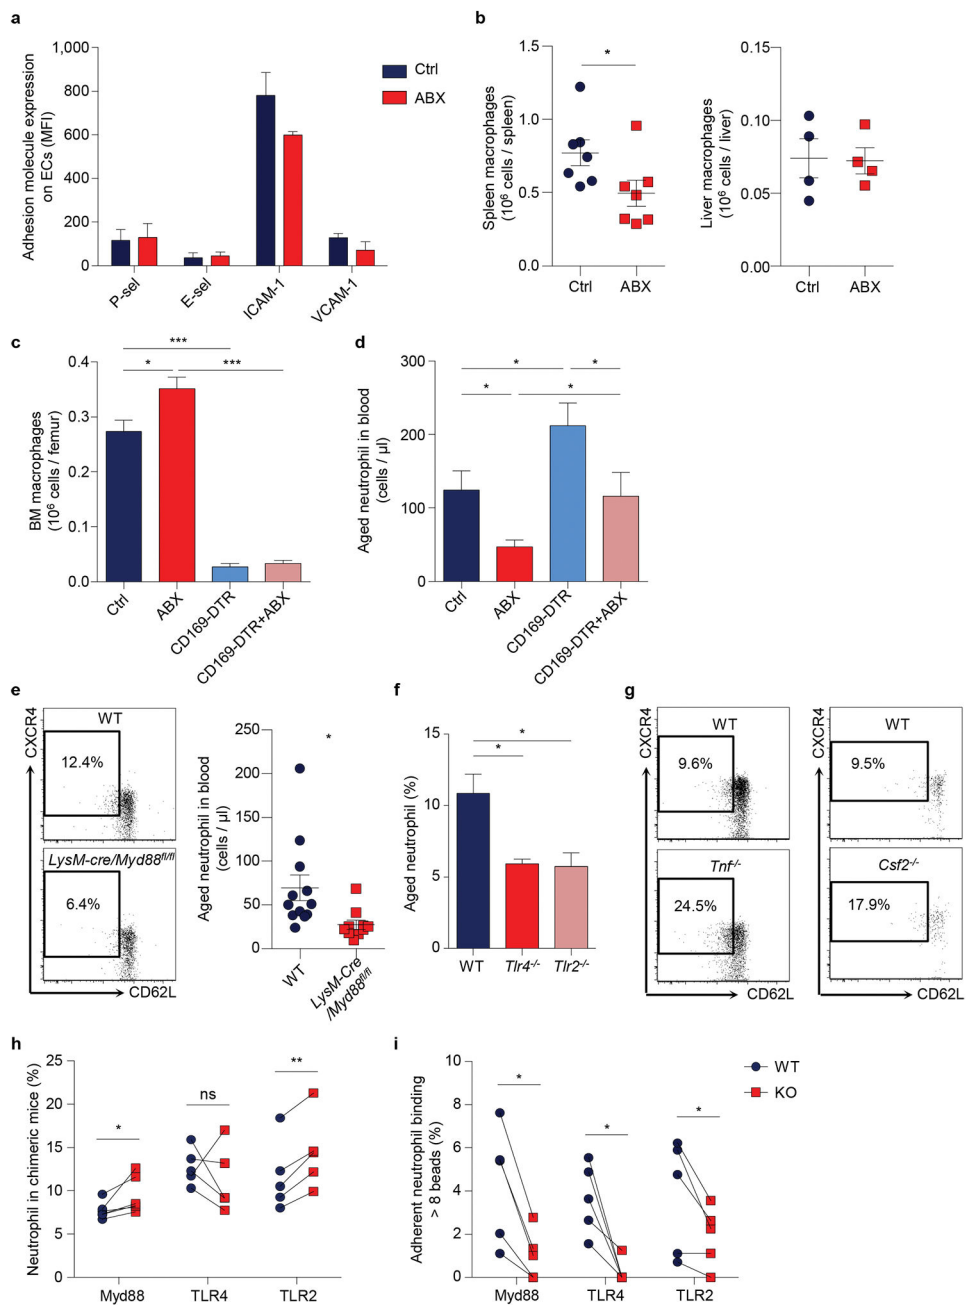 a
Adhesion molecule expression
on ECs (MFI)
1,000
800
600
400
200
0
P-sel
E-sel
ICAM-1
VCAM-1
Ctrl
ABX
b
Spleen macrophages
(10⁶ cells / spleen)
1.5
1.0
0.5
0.0
*
Ctrl
ABX
Liver macrophages
(10⁶ cells / liver)
0.15
0.10
0.05
0.00
Ctrl
ABX
c
BM macrophages
(10⁶ cells / femur)
0.4
0.3
0.2
0.1
0.0
***
*
***
Ctrl
ABX
CD169-DTR
CD169-DTR+ABX
d
Aged neutrophil in blood
(cells / µl)
300
200
100
0
*
*
*
*
Ctrl
ABX
CD169-DTR
CD169-DTR+ABX
e
CXCR4
WT
12.4%
LysM-cre/Myd88fl/fl
6.4%
CD62L
Aged neutrophil in blood
(cells / µl)
250
200
150
100
50
0
*
WT
LysM-Cre
/Myd88fl/fl
f
Aged neutrophil (%)
15
10
5
0
*
*
WT
Tlr4-/-
Tlr2-/-
g
CXCR4
WT
9.6%
Tnf-/-
24.5%
CD62L
CXCR4
WT
9.5%
Csf2-/-
17.9%
CD62L
h
Neutrophil in chimeric mice (%)
25
20
15
10
5
0
*
ns
**
Myd88
TLR4
TLR2
i
Adherent neutrophil binding
> 8 beads (%)
10
8
6
4
2
0
*
*
*
Myd88
TLR4
TLR2
WT
KO